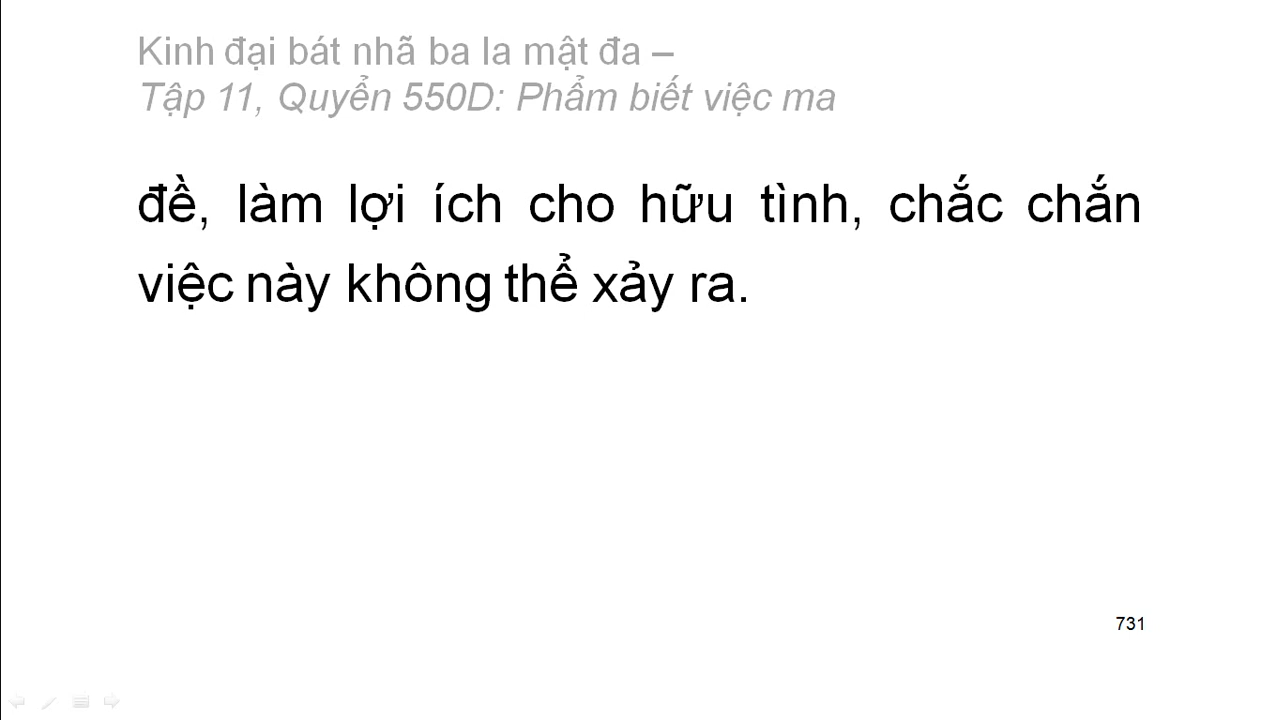 Kinh đại bát nhã ba la mật đa –
Tập 11, Quyển 550D: Phẩm biết việc ma
đề, làm lợi ích cho hữu tình, chắc chắn
việc này không thể xảy ra.
731